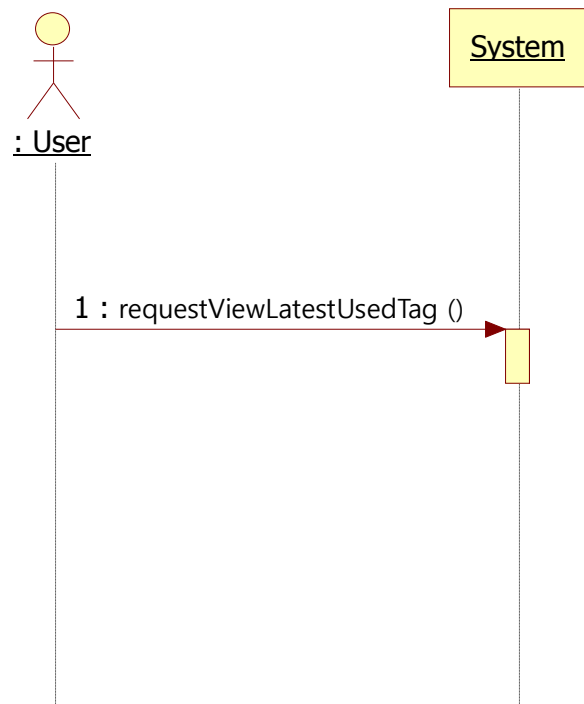 System
: User
1 : requestViewLatestUsedTag ()